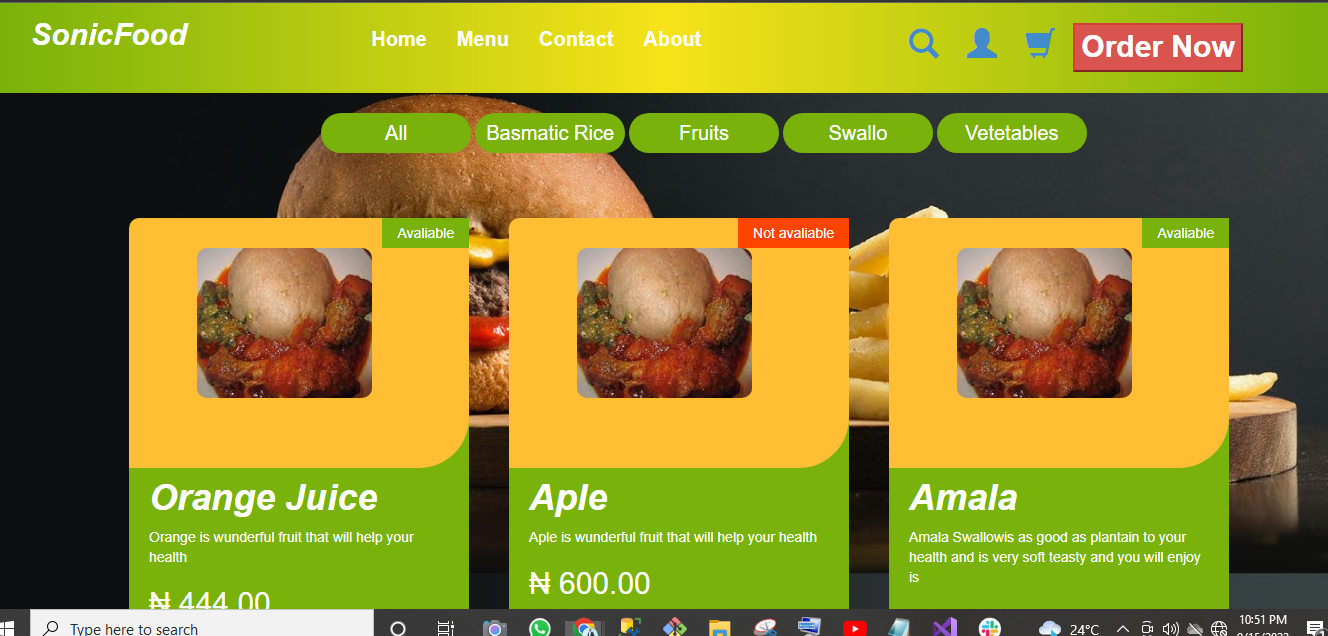 SonicFood
Home Menu Contact About
Order Now
All Basmatic Rice Fruits Swallo Vetetables
Avaliable
Not avaliable
Avaliable
Orange Juice
Orange is wunderful fruit that will help your
health
₦ 444.00
Aple
Aple is wunderful fruit that will help your health
₦ 600.00
Amala
Amala Swallowis as good as plantain to your
health and is very soft teasty and you will enjoy
is
Type here to search
24°C
10:51 PM